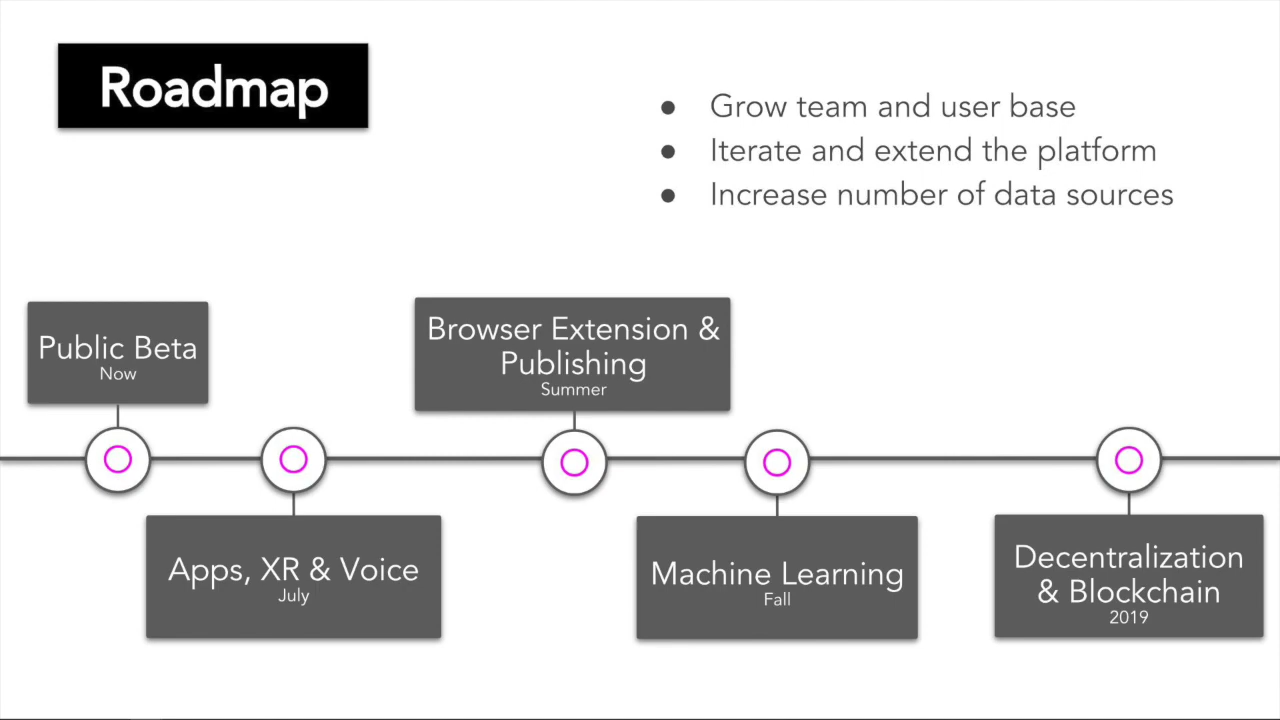 Roadmap
● Grow team and user base
● Iterate and extend the platform
● Increase number of data sources
Public Beta
Now
Browser Extension &
Publishing
Summer
Apps, XR & Voice
July
Machine Learning
Fall
Decentralization
& Blockchain
2019